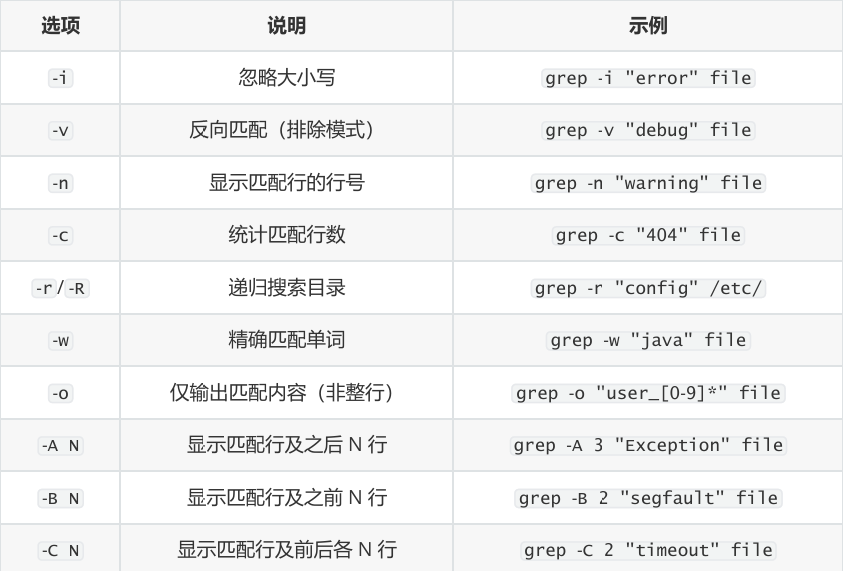 选项 说明 示例
-i 忽略大小写 grep -i "error" file
-v 反向匹配（排除模式） grep -v "debug" file
-n 显示匹配行的行号 grep -n "warning" file
-c 统计匹配行数 grep -c "404" file
-r / -R 递归搜索目录 grep -r "config" /etc/
-w 精确匹配单词 grep -w "java" file
-o 仅输出匹配内容（非整行） grep -o "user_[0-9]*" file
-A N 显示匹配行及之后 N 行 grep -A 3 "Exception" file
-B N 显示匹配行及之前 N 行 grep -B 2 "segfault" file
-C N 显示匹配行及前后各 N 行 grep -C 2 "timeout" file